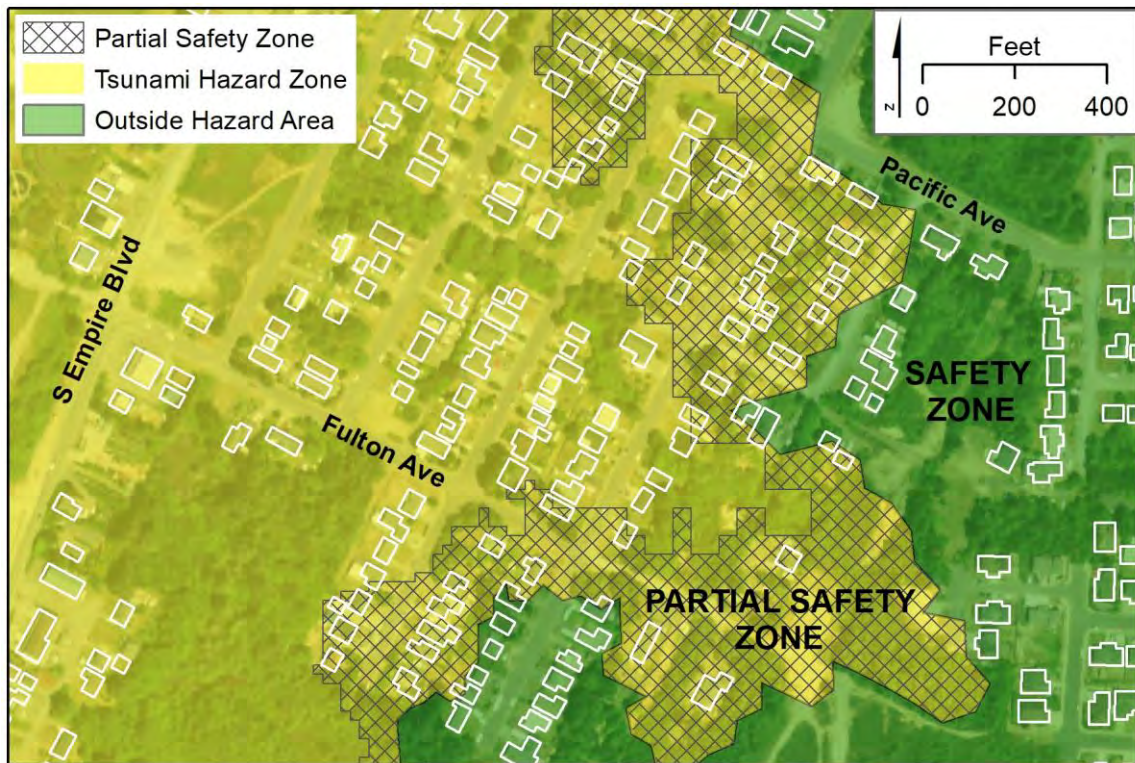 Partial Safety Zone
Tsunami Hazard Zone
Outside Hazard Area
Feet
0 200 400
N
Pacific Ave
S Empire Blvd
SAFETY
ZONE
Fulton Ave
PARTIAL SAFETY
ZONE